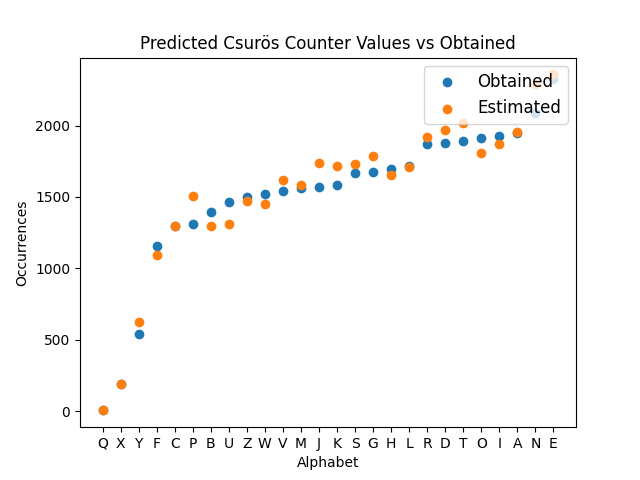 Predicted Csurös Counter Values vs Obtained
Obtained
Estimated
2000
1500
1000
500
0
Occurrences
Q X Y F C P B U Z W V M J K S G H L R D T O I A N E
Alphabet